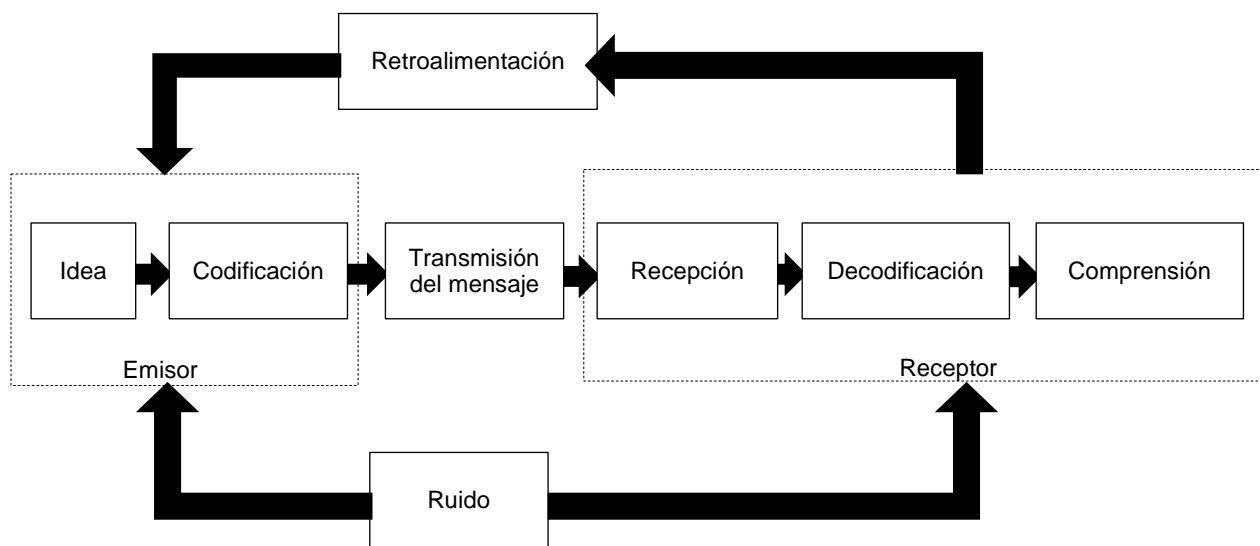 Retroalimentación
Idea
Codificación
Transmisión
del mensaje
Recepción
Decodificación
Comprensión
Emisor
Receptor
Ruido